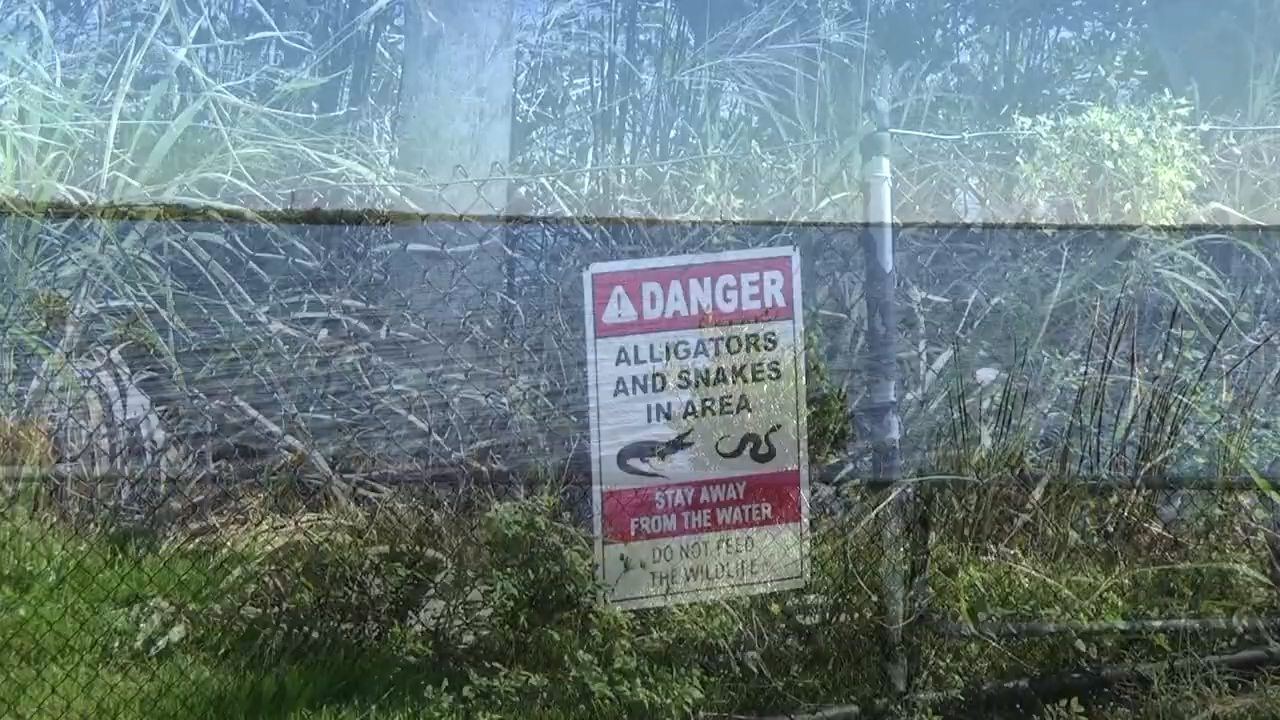 DANGER
ALLIGATORS
AND SNAKES
IN AREA
STAY AWAY
FROM THE WATER
DO NOT FEED
THE WILDLIFE